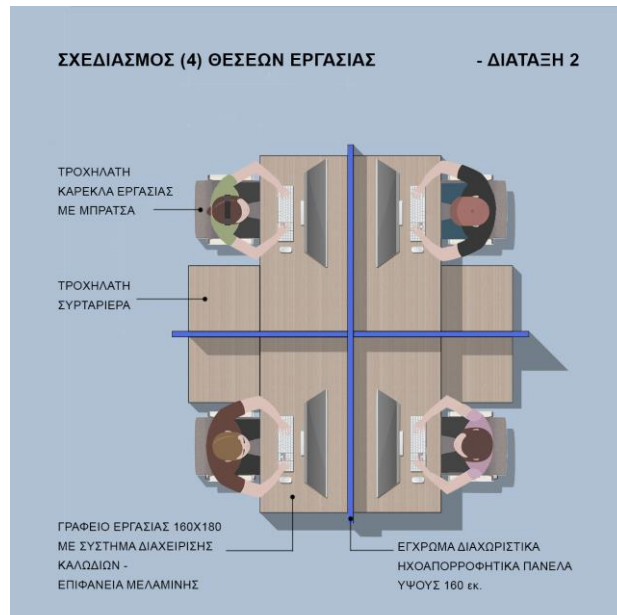 ΣΧΕΔΙΑΣΜΟΣ (4) ΘΕΣΕΩΝ ΕΡΓΑΣΙΑΣ - ΔΙΑΤΑΞΗ 2
ΤΡΟΧΗΛΑΤΗ
ΚΑΡΕΚΛΑ ΕΡΓΑΣΙΑΣ
ΜΕ ΜΠΡΑΤΣΑ
ΤΡΟΧΗΛΑΤΗ
ΣΥΡΤΑΡΙΕΡΑ
ΓΡΑΦΕΙΟ ΕΡΓΑΣΙΑΣ 160Χ180
ΜΕ ΣΥΣΤΗΜΑ ΔΙΑΧΕΙΡΙΣΗΣ
ΚΑΛΩΔΙΩΝ -
ΕΠΙΦΑΝΕΙΑ ΜΕΛΑΜΙΝΗΣ
ΕΓΧΡΩΜΑ ΔΙΑΧΩΡΙΣΤΙΚΑ
ΗΧΟΑΠΟΡΡΟΦΗΤΙΚΑ ΠΑΝΕΛΑ
ΥΨΟΥΣ 160 εκ.